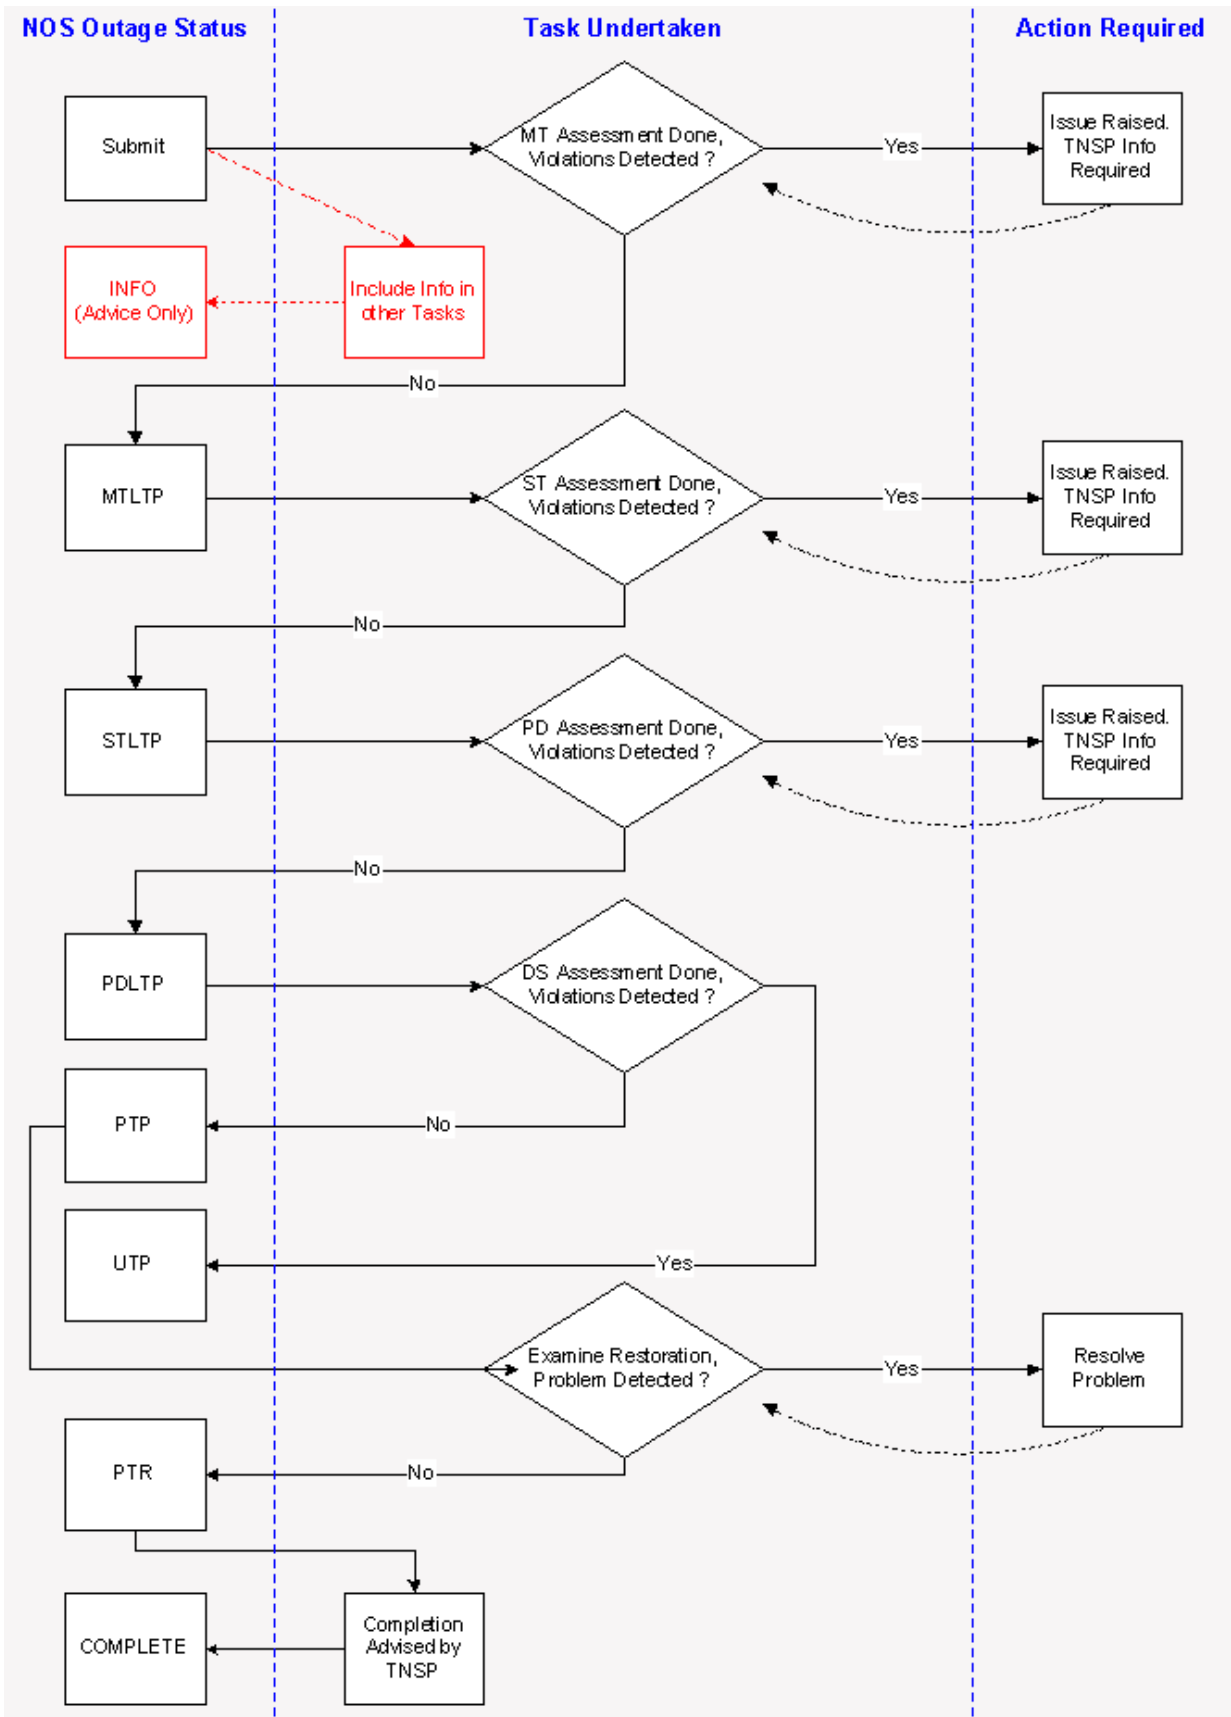 NOS Outage Status
Task Undertaken
Action Required
Submit
MT Assessment Done,
Violations Detected ?
Yes
Issue Raised.
TNSP Info
Required
INFO
(Advice Only)
Include Info in
other Tasks
No
MTLTP
ST Assessment Done,
Violations Detected ?
Yes
Issue Raised.
TNSP Info
Required
No
STLTP
PD Assessment Done,
Violations Detected ?
Yes
Issue Raised.
TNSP Info
Required
No
PDLTP
DS Assessment Done,
Violations Detected ?
PTP
No
UTP
Yes
Examine Restoration,
Problem Detected ?
Yes
Resolve
Problem
PTR
No
COMPLETE
Completion
Advised by
TNSP